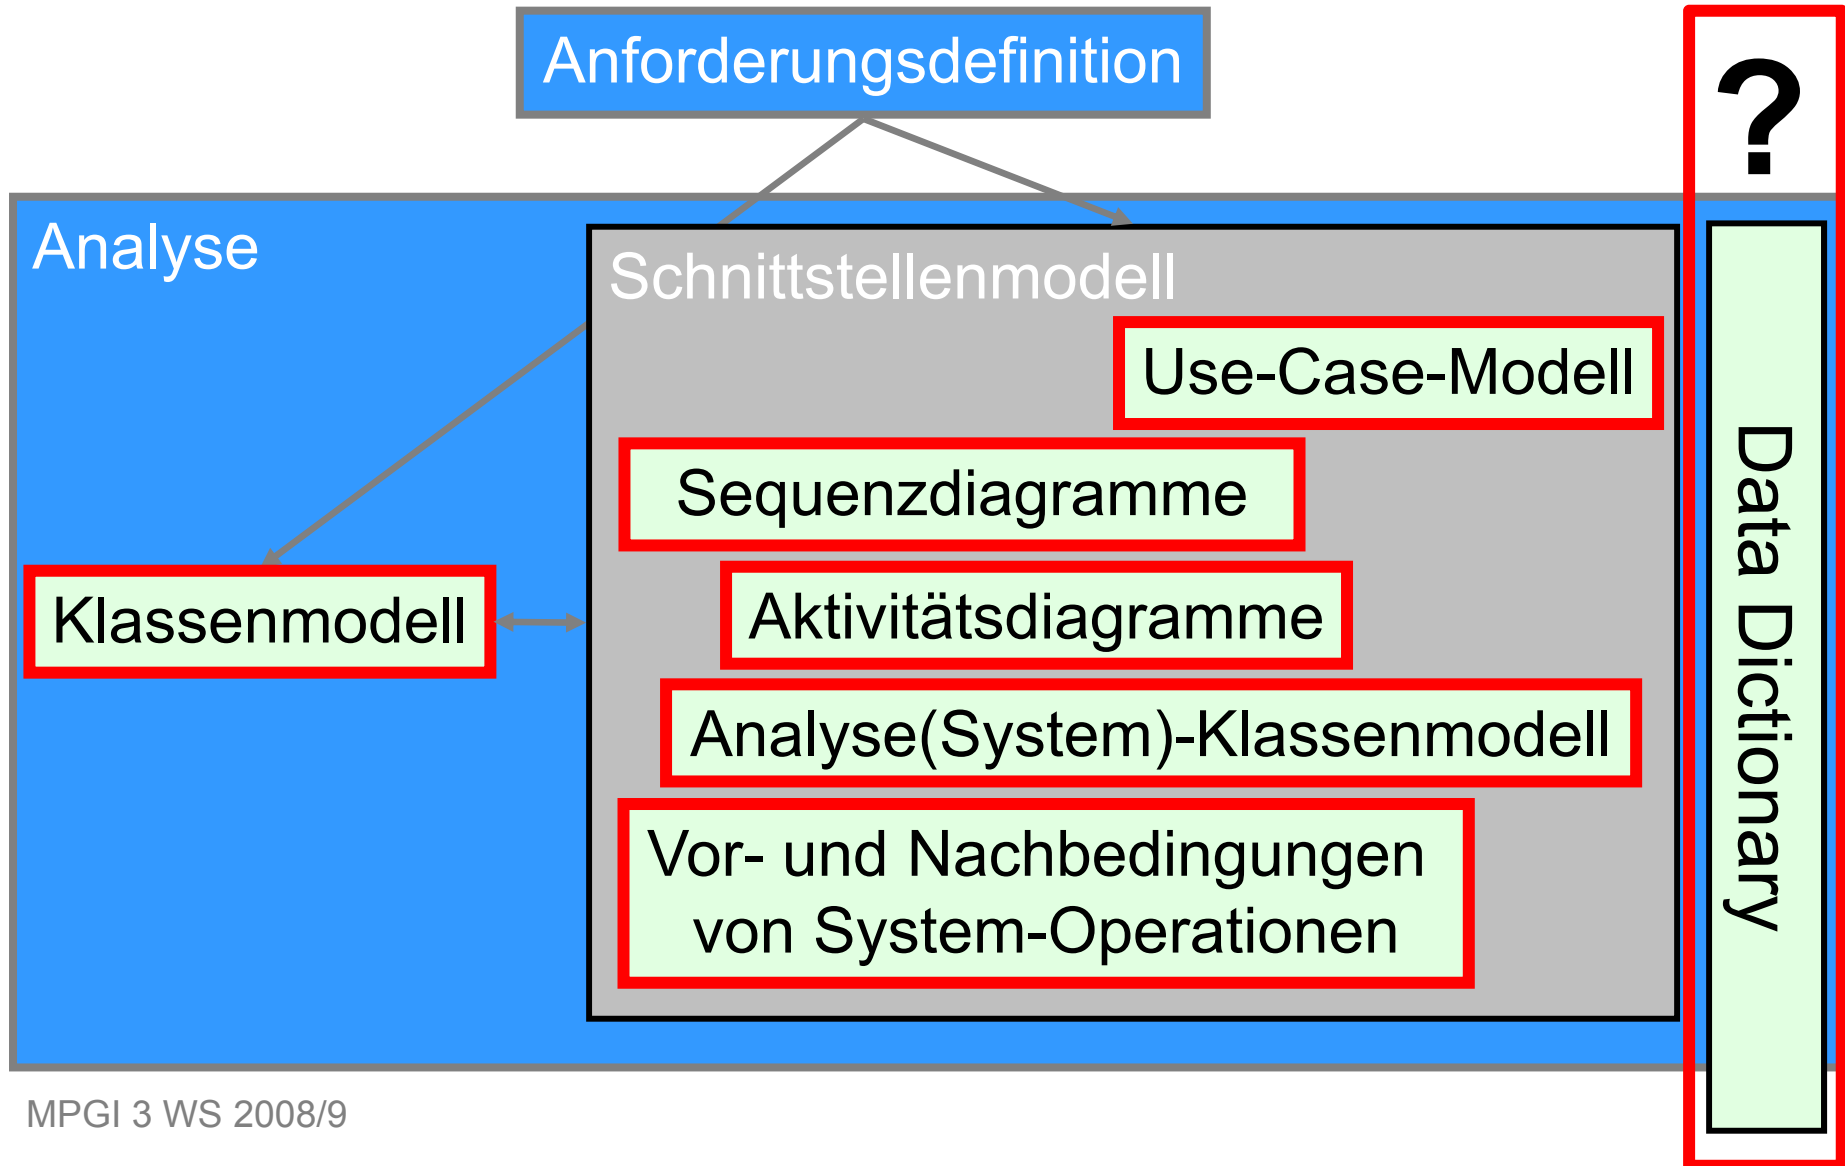 Anforderungsdefinition
?
Analyse
Schnittstellenmodell
Use-Case-Modell
Sequenzdiagramme
Klassenmodell
Aktivitätsdiagramme
Analyse(System)-Klassenmodell
Vor- und Nachbedingungen
von System-Operationen
Data Dictionary
MPGI 3 WS 2008/9